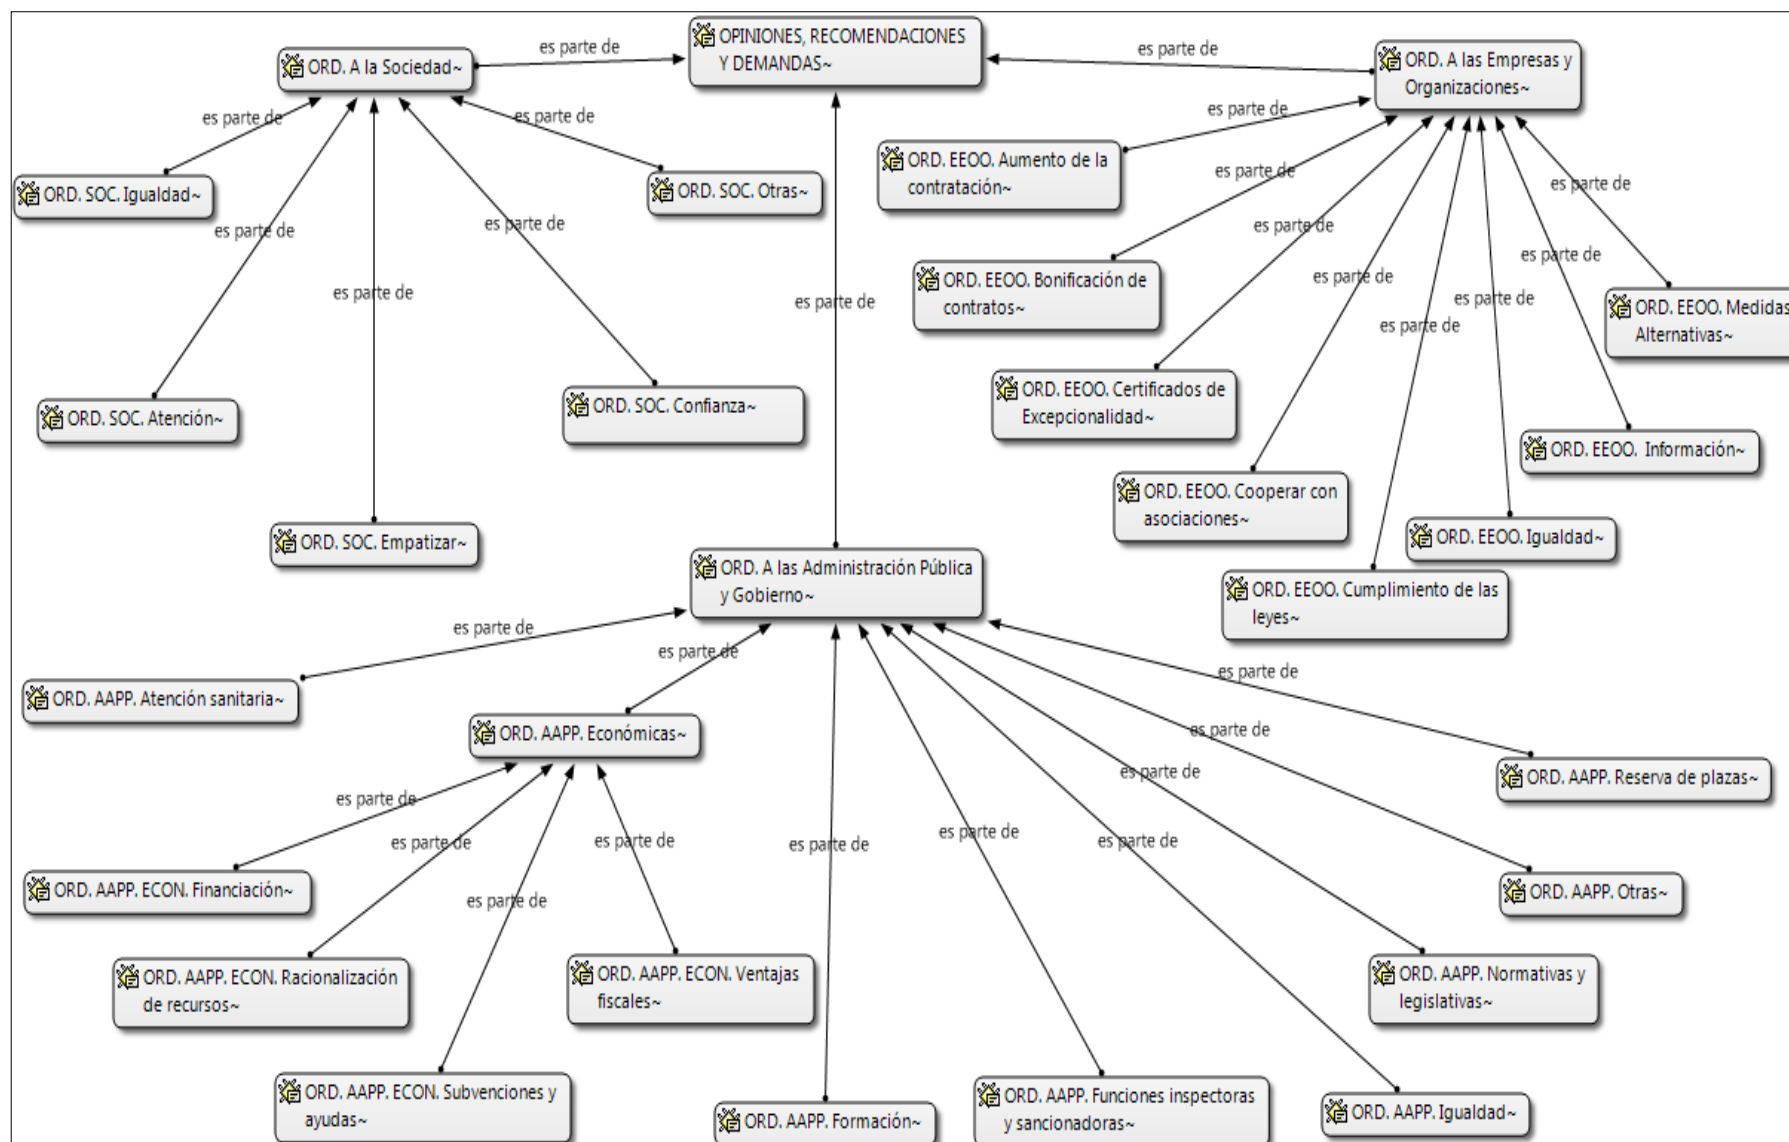 OPINIONES, RECOMENDACIONES
Y DEMANDAS~
es parte de
ORD. A la Sociedad~
es parte de
ORD. A las Empresas y
Organizaciones~
es parte de
es parte de
ORD. SOC. Igualdad~
ORD. SOC. Otras~
es parte de
es parte de
es parte de
ORD. SOC. Atención~
ORD. SOC. Confianza~
ORD. SOC. Empatizar~
es parte de
ORD. EEOO. Aumento de la
contratación~
es parte de
es parte de
es parte de
ORD. EEOO. Bonificación de
contratos~
es parte de
es parte de
es parte de
es parte de
es parte de
ORD. EEOO. Medidas
Alternativas~
ORD. EEOO. Certificados de
Excepcionalidad~
ORD. EEOO.  Información~
ORD. EEOO. Cooperar con
asociaciones~
ORD. EEOO. Igualdad~
ORD. EEOO. Cumplimiento de las
leyes~
es parte de
ORD. A las Administración Pública
y Gobierno~
es parte de
es parte de
es parte de
ORD. AAPP. Atención sanitaria~
ORD. AAPP. Económicas~
es parte de
es parte de
ORD. AAPP. Reserva de plazas~
es parte de
es parte de
es parte de
es parte de
es parte de
es parte de
ORD. AAPP. ECON. Financiación~
es parte de
ORD. AAPP. Otras~
ORD. AAPP. ECON. Racionalización
de recursos~
ORD. AAPP. ECON. Ventajas
fiscales~
ORD. AAPP. Normativas y
legislativas~
ORD. AAPP. ECON. Subvenciones y
ayudas~
ORD. AAPP. Formación~
ORD. AAPP. Funciones inspectoras
y sancionadoras~
ORD. AAPP. Igualdad~